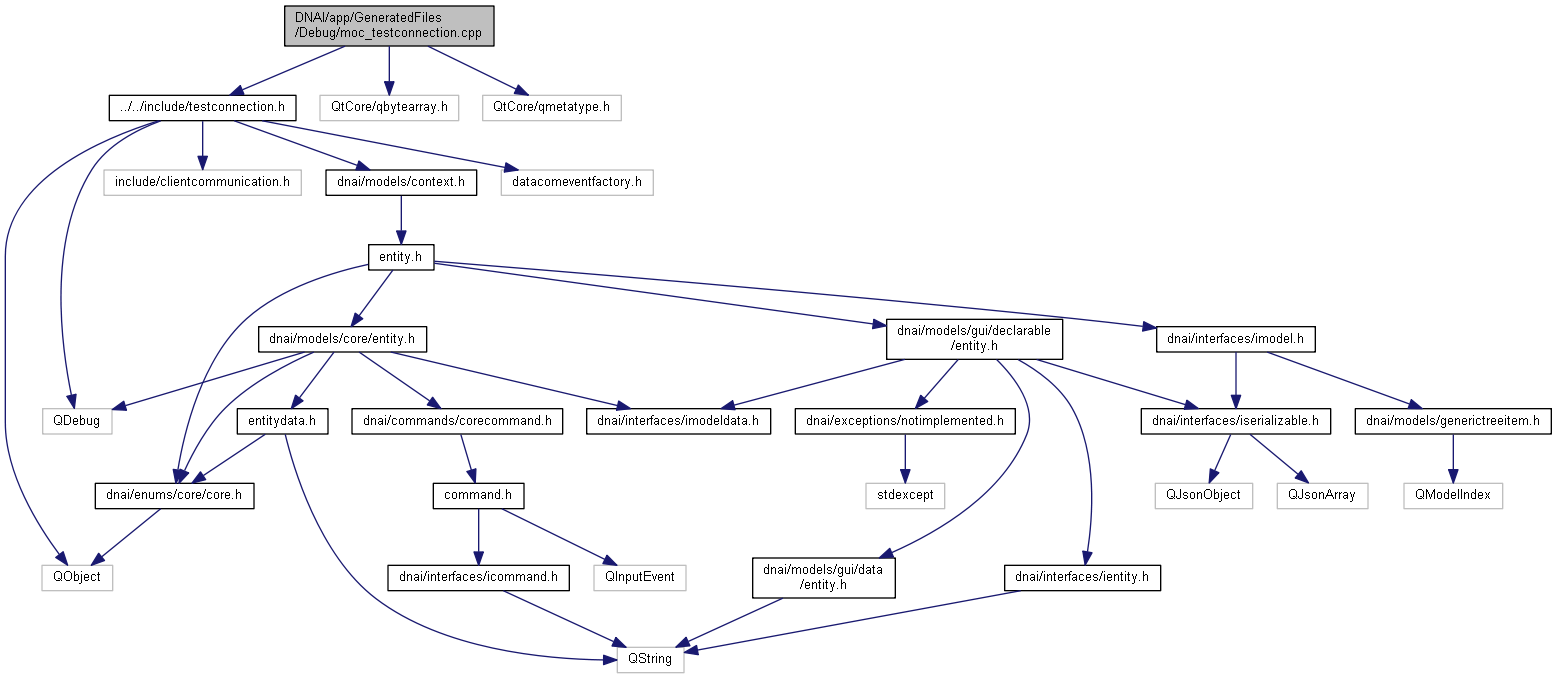 DNAI/app/GeneratedFiles
/Debug/moc_testconnection.cpp
../../include/testconnection.h
QtCore/qbytearray.h
QtCore/qmetatype.h
include/clientcommunication.h
dnai/models/context.h
datacomeventfactory.h
entity.h
dnai/models/core/entity.h
dnai/models/gui/declarable
/entity.h
dnai/interfaces/imodel.h
QDebug
entitydata.h
dnai/commands/corecommand.h
dnai/interfaces/imodeldata.h
dnai/exceptions/notimplemented.h
dnai/interfaces/iserializable.h
dnai/models/generictreeitem.h
dnai/enums/core/core.h
command.h
stdexcept
QJsonObject
QJsonArray
QModelIndex
QObject
dnai/interfaces/icommand.h
QInputEvent
dnai/models/gui/data
/entity.h
dnai/interfaces/ientity.h
QString